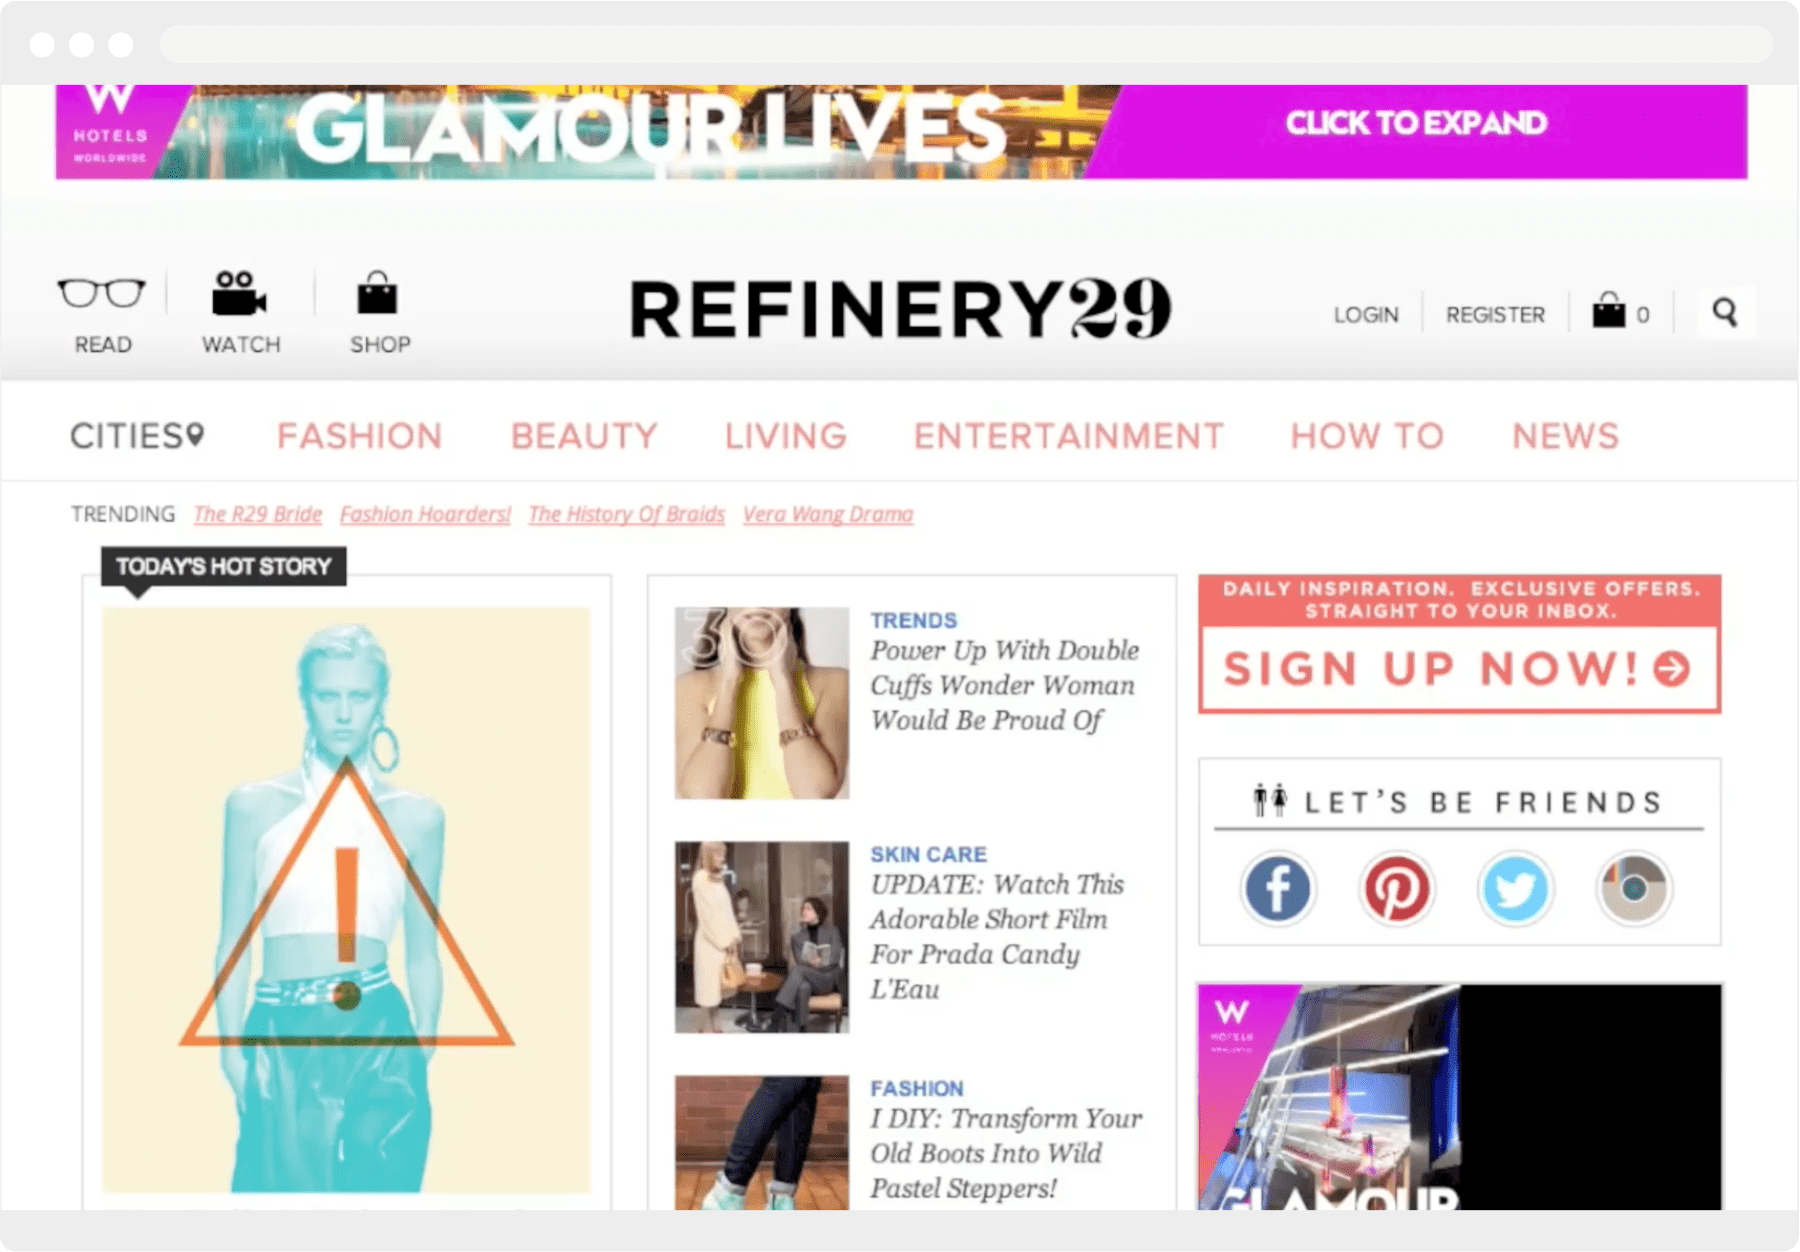 W
HOTELS
WORLDWIDE
GLAMOUR LIVES
CLICK TO EXPAND
READ
WATCH
SHOP
REFINERY29
LOGIN
REGISTER
0
CITIES
FASHION
BEAUTY
LIVING
ENTERTAINMENT
HOW TO
NEWS
TRENDING
The R29 Bride
Fashion Hoarders!
The History Of Braids
Vera Wang Drama
TODAY'S HOT STORY
30
TRENDS
Power Up With Double
Cuffs Wonder Woman
Would Be Proud Of
SKIN CARE
UPDATE: Watch This
Adorable Short Film
For Prada Candy
L'Eau
FASHION
I DIY: Transform Your
Old Boots Into Wild
Pastel Steppers!
DAILY INSPIRATION. EXCLUSIVE OFFERS.
STRAIGHT TO YOUR INBOX.
SIGN UP NOW!
LET'S BE FRIENDS
W
HOTELS
WORLDWIDE
GLAMOUR